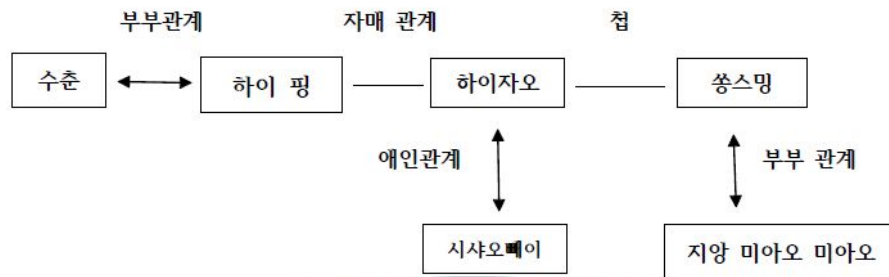 부부관계 자매 관계 첩
수춘 하이 핑 하이자오 쏭스밍
애인관계 부부 관계
시샤오뻬이 지앙 미아오 미아오